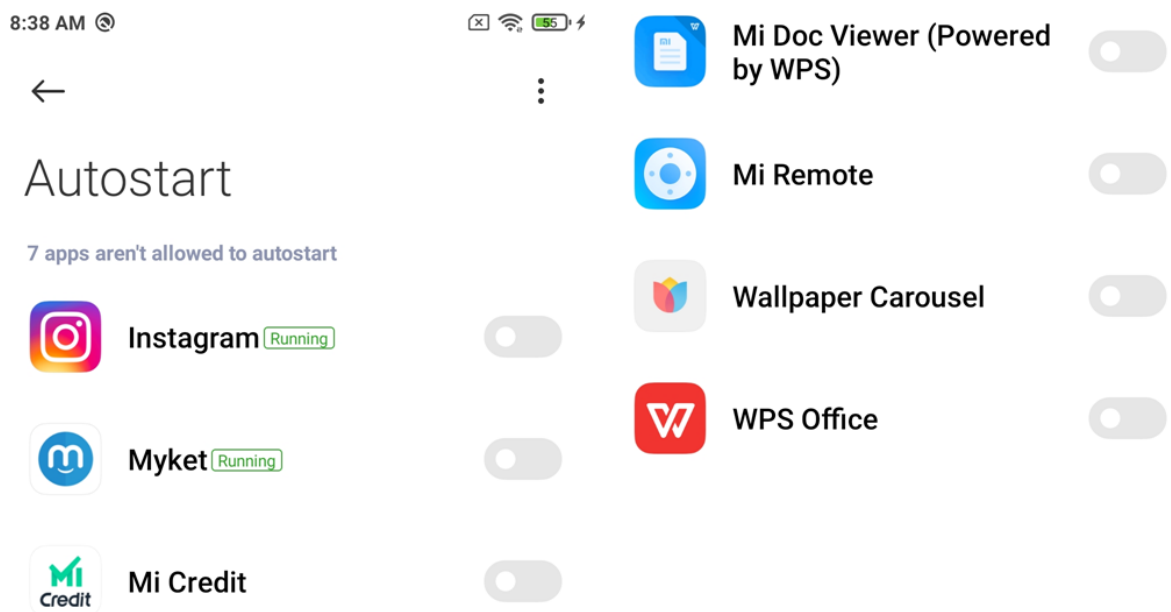 8:38 AM 55
Autostart
7 apps aren't allowed to autostart
Instagram Running
Myket Running
Mi Credit
Mi
Credit
Mi Doc Viewer (Powered
by WPS)
Mi Remote
Wallpaper Carousel
WPS Office